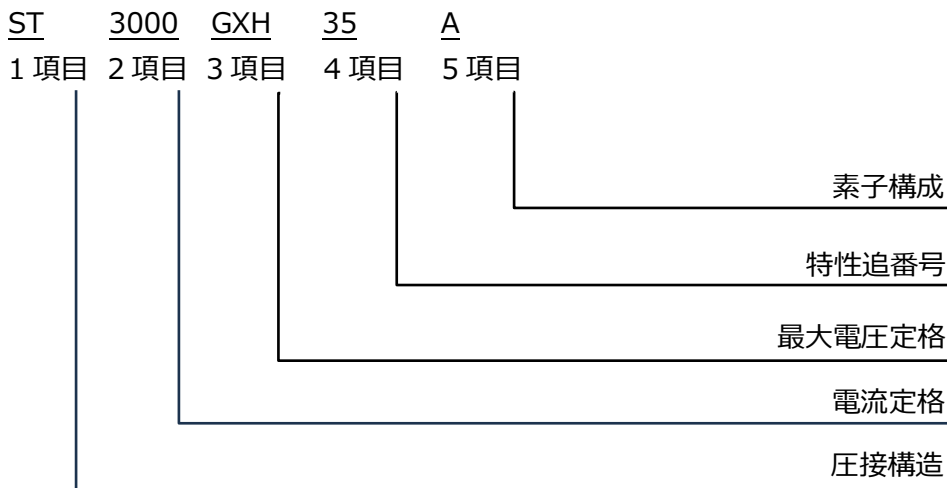 ST 3000 GXH 35 A
1項目 2項目 3項目 4項目 5項目
素子構成
特性追番号
最大電圧定格
電流定格
圧接構造